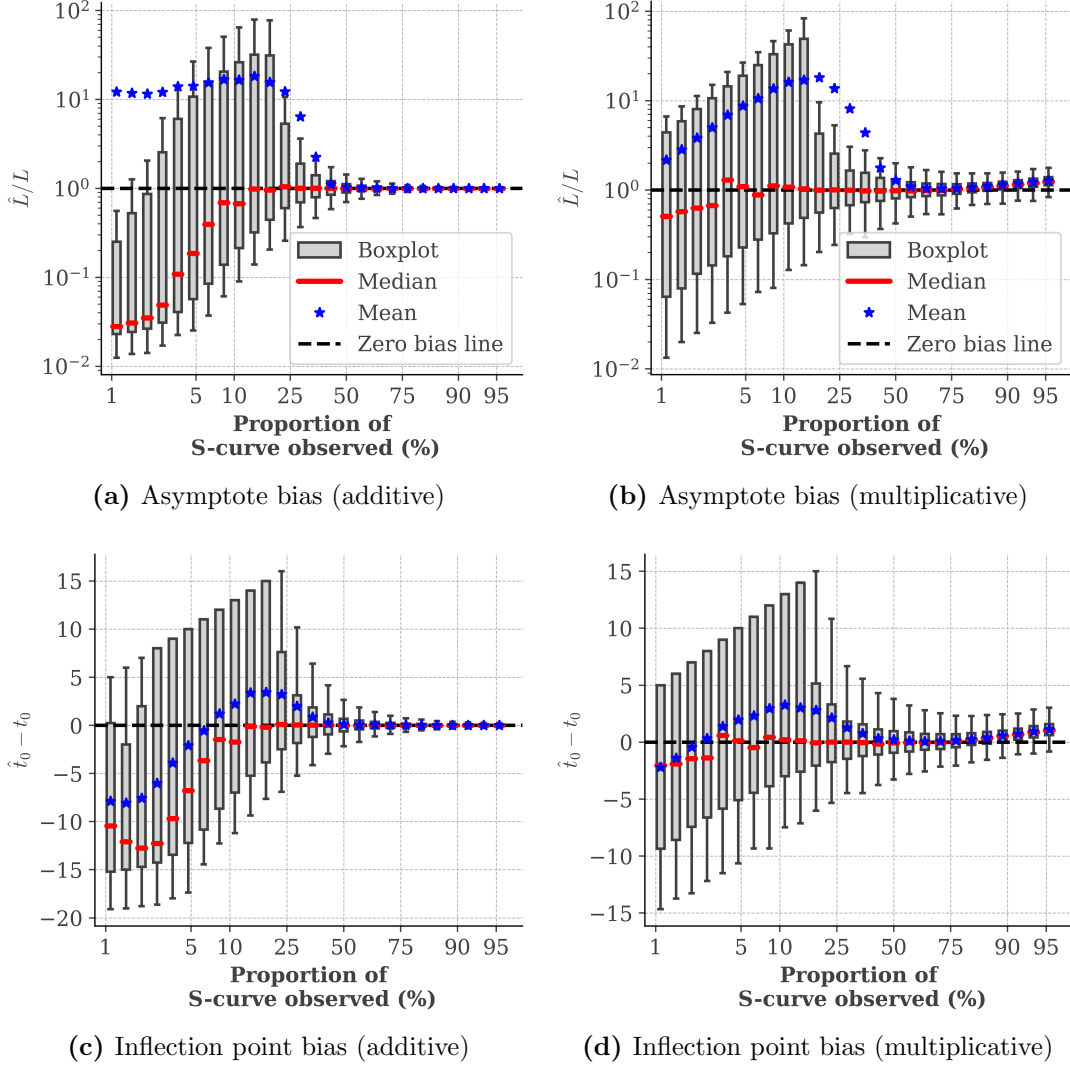 10²
10¹
10⁰
10⁻¹
10⁻²
L̂/L
Boxplot
Median
Mean
Zero bias line
1 5 10 25 50 75 90 95
Proportion of
S-curve observed (%)
(a) Asymptote bias (additive)
10²
10¹
10⁰
10⁻¹
10⁻²
L̂/L
Boxplot
Median
Mean
Zero bias line
1 5 10 25 50 75 90 95
Proportion of
S-curve observed (%)
(b) Asymptote bias (multiplicative)
15
10
5
0
−5
−10
−15
−20
t̂₀ − t₀
1 5 10 25 50 75 90 95
Proportion of
S-curve observed (%)
(c) Inflection point bias (additive)
15
10
5
0
−5
−10
−15
t̂₀ − t₀
1 5 10 25 50 75 90 95
Proportion of
S-curve observed (%)
(d) Inflection point bias (multiplicative)